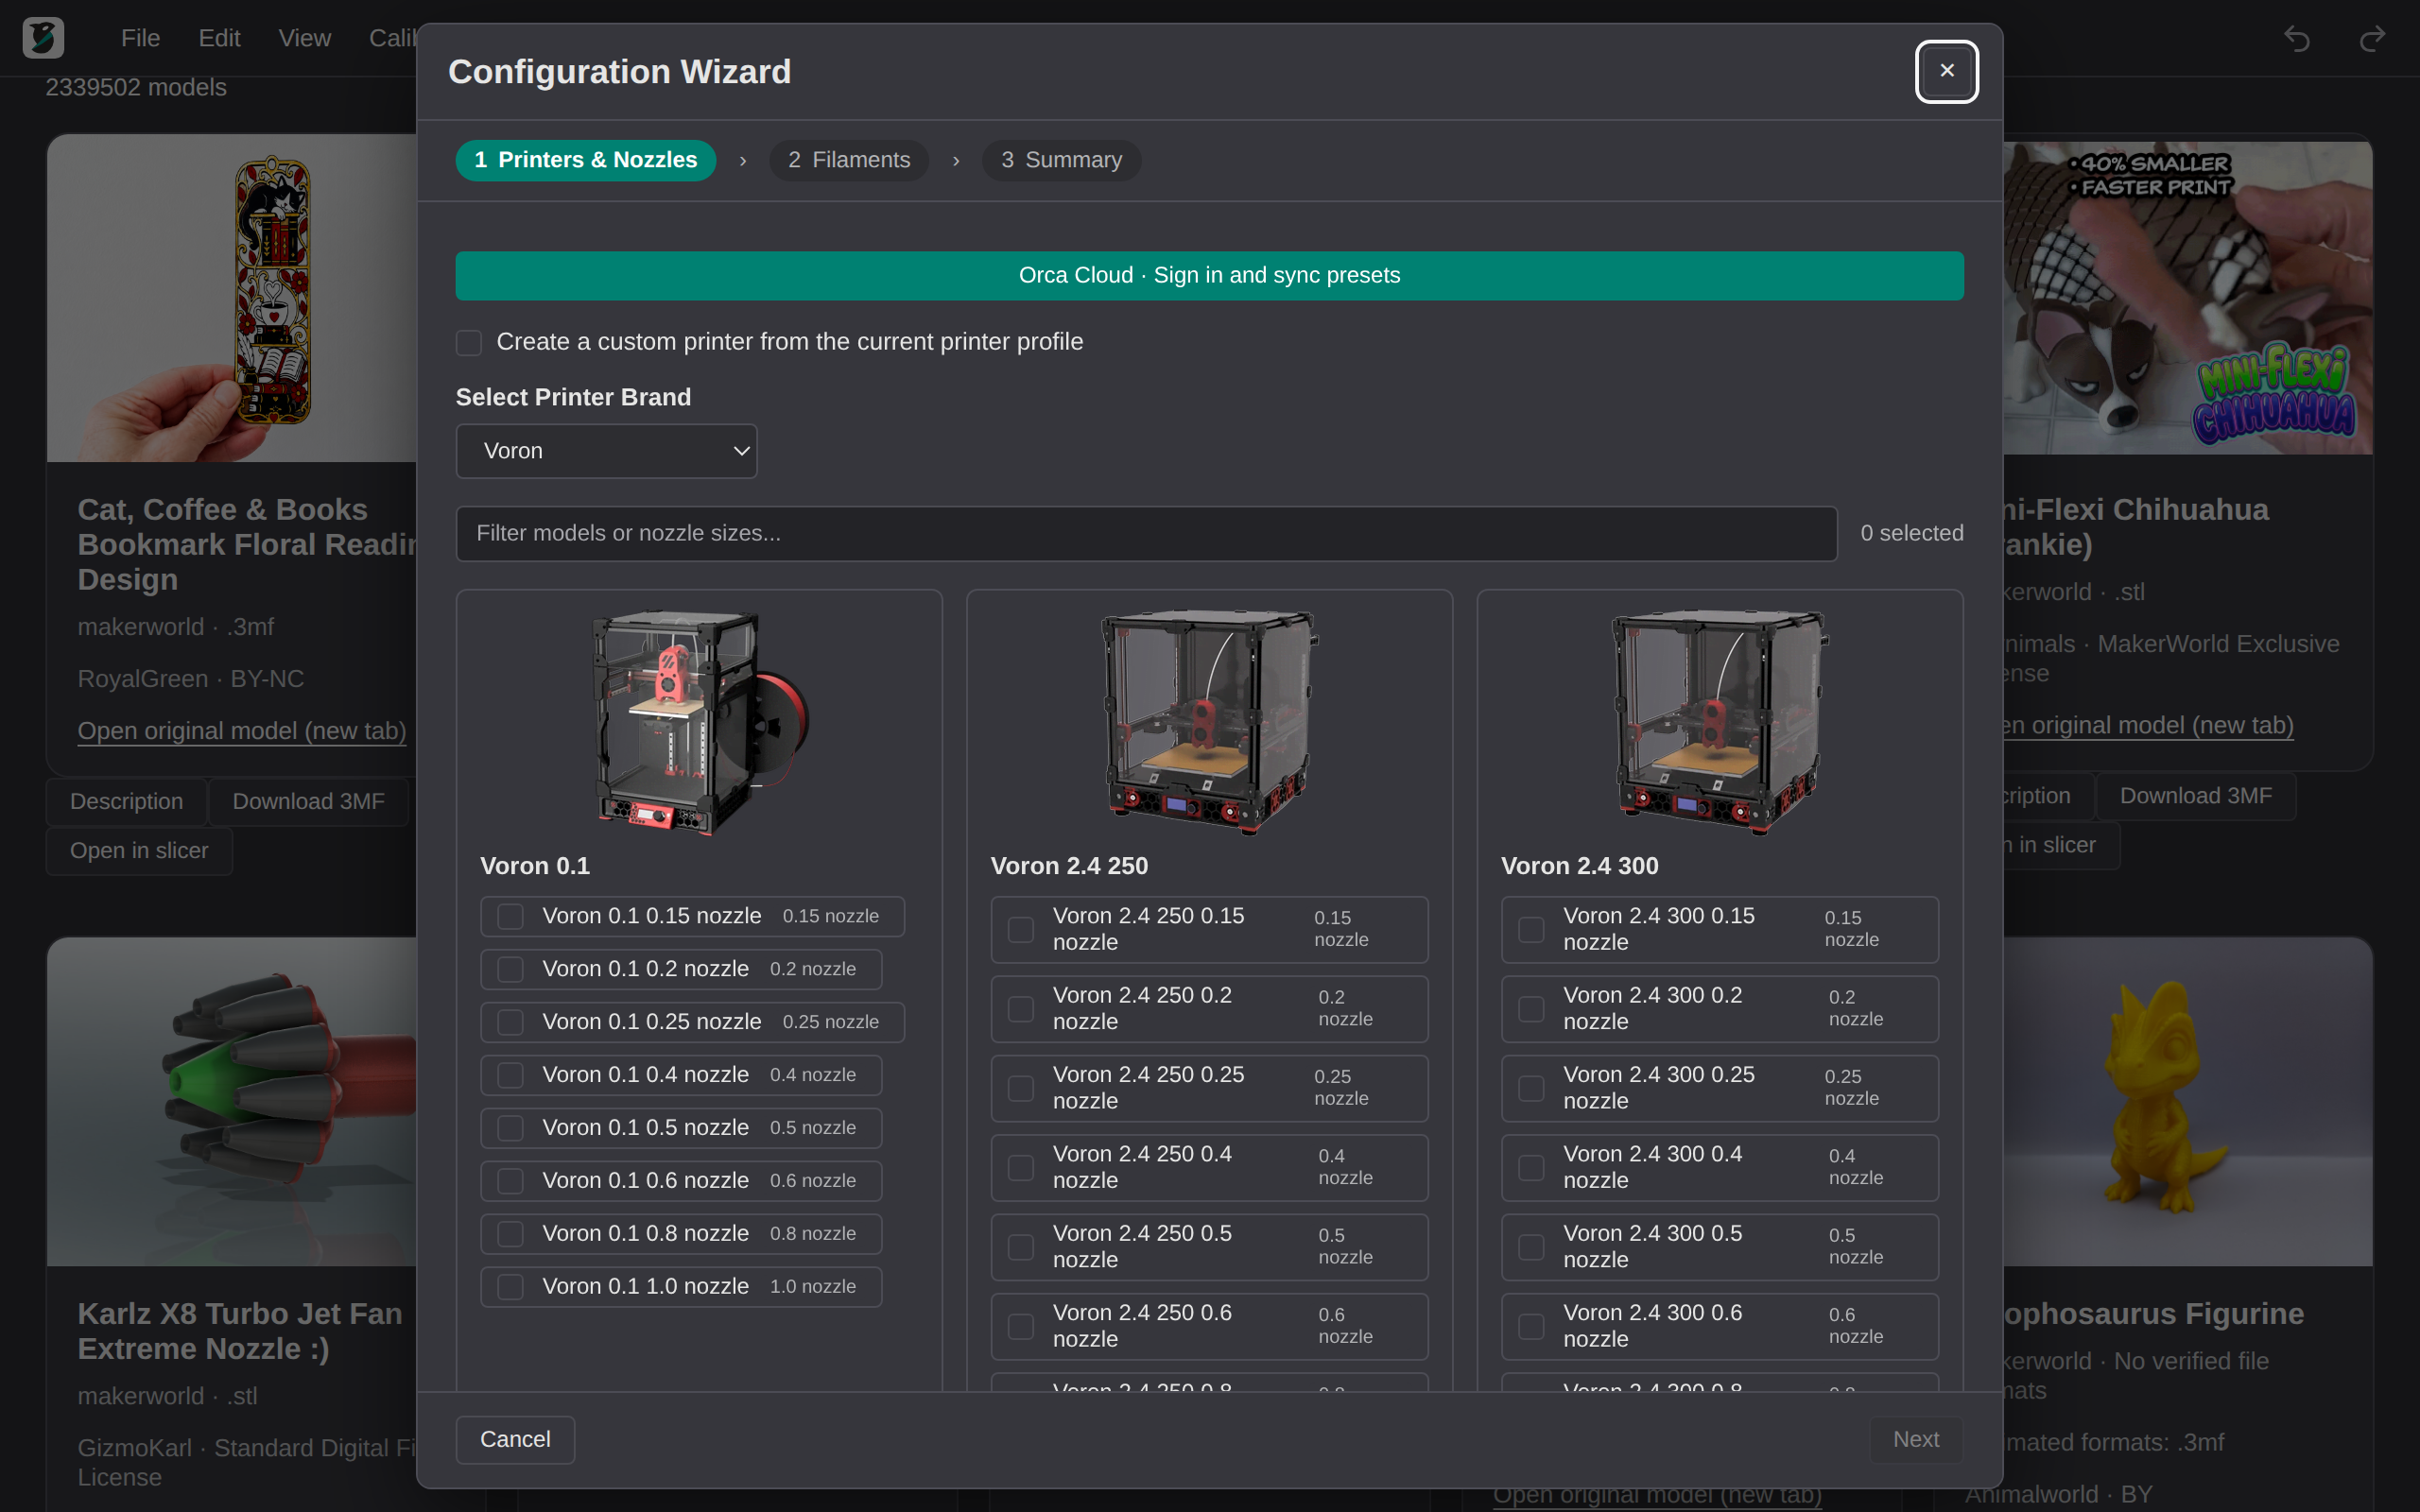 File Edit View
2339502 models
Configuration Wizard
×
1 Printers & Nozzles › 2 Filaments › 3 Summary
Orca Cloud · Sign in and sync presets
Create a custom printer from the current printer profile
Select Printer Brand
Voron
Filter models or nozzle sizes...
0 selected
Voron 0.1
Voron 0.1 0.15 nozzle 0.15 nozzle
Voron 0.1 0.2 nozzle 0.2 nozzle
Voron 0.1 0.25 nozzle 0.25 nozzle
Voron 0.1 0.4 nozzle 0.4 nozzle
Voron 0.1 0.5 nozzle 0.5 nozzle
Voron 0.1 0.6 nozzle 0.6 nozzle
Voron 0.1 0.8 nozzle 0.8 nozzle
Voron 0.1 1.0 nozzle 1.0 nozzle
Voron 2.4 250
Voron 2.4 250 0.15
nozzle
0.15
nozzle
Voron 2.4 250 0.2
nozzle
0.2
nozzle
Voron 2.4 250 0.25
nozzle
0.25
nozzle
Voron 2.4 250 0.4
nozzle
0.4
nozzle
Voron 2.4 250 0.5
nozzle
0.5
nozzle
Voron 2.4 250 0.6
nozzle
0.6
nozzle
Voron 2.4 250 0.8
Voron 2.4 300
Voron 2.4 300 0.15
nozzle
0.15
nozzle
Voron 2.4 300 0.2
nozzle
0.2
nozzle
Voron 2.4 300 0.25
nozzle
0.25
nozzle
Voron 2.4 300 0.4
nozzle
0.4
nozzle
Voron 2.4 300 0.5
nozzle
0.5
nozzle
Voron 2.4 300 0.6
nozzle
0.6
nozzle
Voron 2.4 300 0.8
Cancel
Next
Cat, Coffee & Books
Bookmark Floral
Design
makerworld · .3mf
RoyalGreen · BY-NC
Open original model (new tab)
Description
Download 3MF
Open in slicer
Karlz X8 Turbo Jet Fan
Extreme Nozzle :)
makerworld · .stl
GizmoKarl · Standard Digital
License
• 40% SMALLER
• FASTER PRINT
MINI-FLEXI
CHIHUAHUA
Chihuahua
· .stl
· MakerWorld Exclusive
original model (new tab)
Download 3MF
in slicer
Figurine
· No verified file
formats: .3mf
Animalworld · BY
Open original model (new tab)